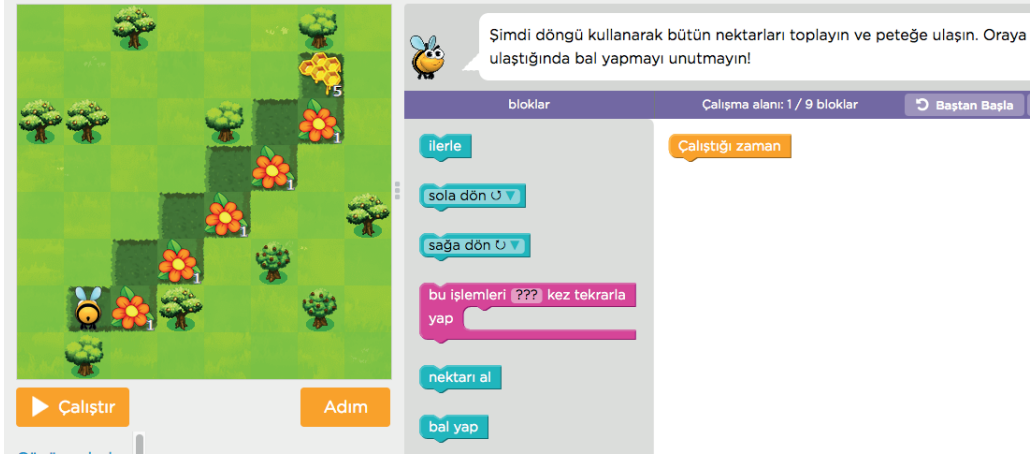 Şimdi döngü kullanarak bütün nektarları toplayın ve peteğe ulaşın. Oraya
ulaştığında bal yapmayı unutmayın!
bloklar
Çalışma alanı: 1 / 9 bloklar
Baştan Başla
ilerle
sola dön
sağa dön
bu işlemleri ??? kez tekrarla
yap
nektarı al
bal yap
Çalıştığı zaman
5
1
1
1
1
1
Çalıştır
Adım